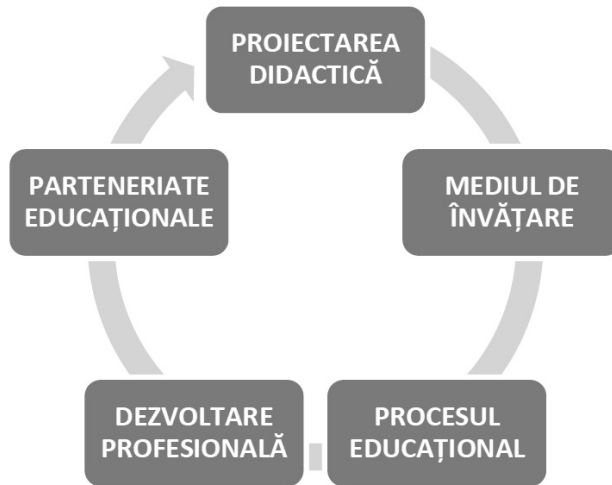 PROIECTAREA
DIDACTICĂ
MEDIUL DE
ÎNVĂȚARE
PROCESUL
EDUCAȚIONAL
DEZVOLTARE
PROFESIONALĂ
PARTENERIATE
EDUCAȚIONALE